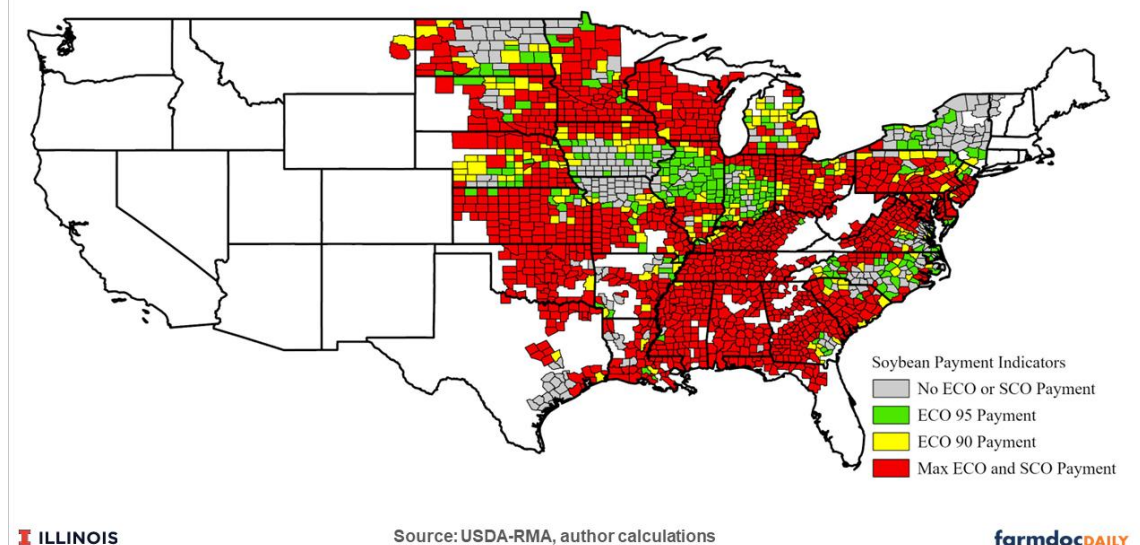 Soybean Payment Indicators
No ECO or SCO Payment
ECO 95 Payment
ECO 90 Payment
Max ECO and SCO Payment
I ILLINOIS
Source: USDA-RMA, author calculations
farmdocDAILY